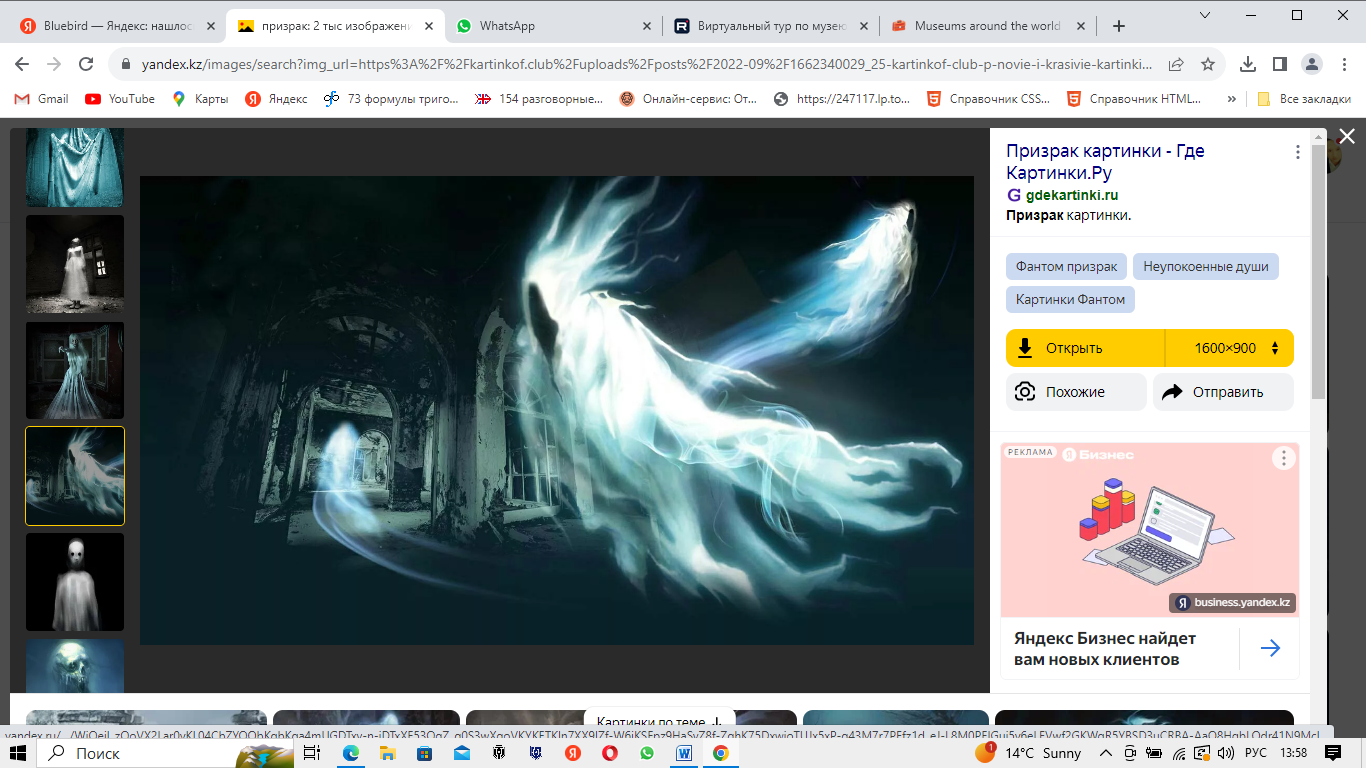 Bluebird — Яндекс: нашлос
призрак: 2 тыс изображени
WhatsApp
Виртуальный тур по музею
Museums around the world
yandex.kz/images/search?img_url=https%3A%2F%2Fkartinkof.club%2Fuploads%2Fposts%2F2022-09%2F1662340029_25-kartinkof-club-p-novie-i-krasivie-kartinki...
Gmail
YouTube
Карты
Яндекс
73 формулы триго...
154 разговорные...
Онлайн-сервис: От...
https://247117.lp.to...
Справочник CSS...
Справочник HTML...
»
Все закладки
Призрак картинки - Где
Картинки.Ру
gdekartinki.ru
Призрак картинки.
Фантом призрак
Неупокоенные души
Картинки Фантом
Открыть
1600×900
Похожие
Отправить
РЕКЛАМА
Я Бизнес
business.yandex.kz
Яндекс Бизнес найдет
вам новых клиентов
Картинки по теме
Поиск
1
14°C Sunny
РУС
13:58